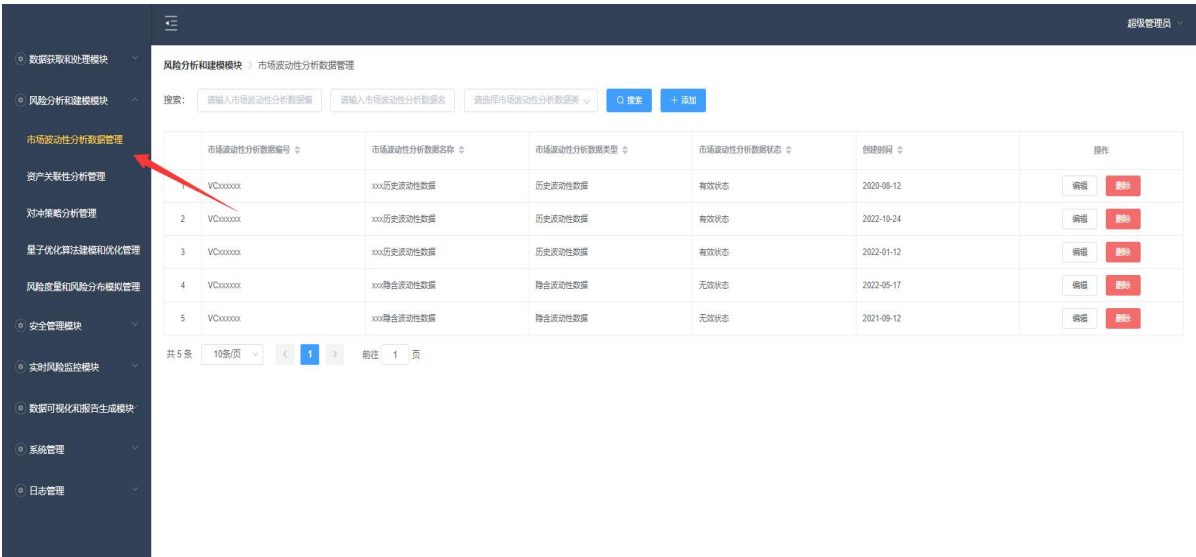 超级管理员
数据获取和处理模块
风险分析和建模模块
市场波动性分析数据管理
资产关联性分析管理
对冲策略分析管理
量子优化算法建模和优化管理
风险度量和风险分布模拟管理
安全管理模块
实时风险监控模块
数据可视化和报告生成模块
系统管理
日志管理
风险分析和建模模块 > 市场波动性分析数据管理
搜索: 请输入市场波动性分析数据编 请输入市场波动性分析数据名 请选择市场波动性分析数据类 搜索 + 添加
市场波动性分析数据编号 市场波动性分析数据名称 市场波动性分析数据类型 市场波动性分析数据状态 创建时间 操作
1 VCxxxxxx xxx历史波动性数据 历史波动性数据 有效状态 2020-08-12 编辑 删除
2 VCxxxxxx xxx历史波动性数据 历史波动性数据 有效状态 2022-10-24 编辑 删除
3 VCxxxxxx xxx历史波动性数据 历史波动性数据 有效状态 2022-01-12 编辑 删除
4 VCxxxxxx xxx隐含波动性数据 隐含波动性数据 无效状态 2022-05-17 编辑 删除
5 VCxxxxxx xxx隐含波动性数据 隐含波动性数据 无效状态 2021-09-12 编辑 删除
共 5 条 10条/页 < 1 > 前往 1 页